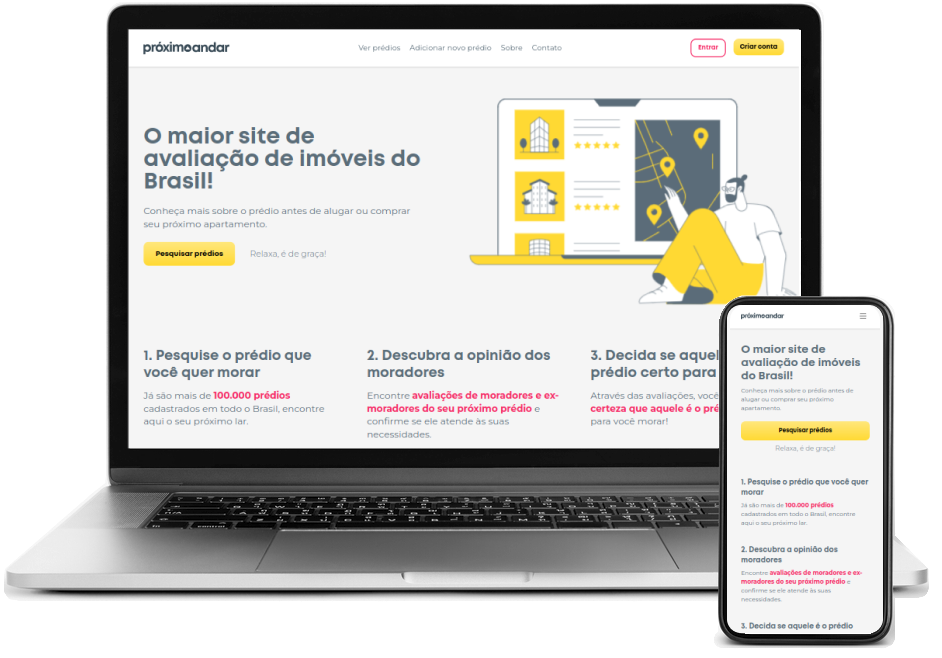 próximoandar
Ver prédios Adicionar novo prédio Sobre Contato
Entrar
Criar conta
O maior site de
avaliação de imóveis do
Brasil!
Conheça mais sobre o prédio antes de alugar ou comprar
seu próximo apartamento.
Pesquisar prédios
Relaxa, é de graça!
1. Pesquise o prédio que
você quer morar
Já são mais de 100.000 prédios
cadastrados em todo o Brasil, encontre
aqui o seu próximo lar.
2. Descubra a opinião dos
moradores
Encontre avaliações de moradores e ex-
moradores do seu próximo prédio e
confirme se ele atende às suas
necessidades.
3. Decida se aquel
prédio certo para
Através das avaliações, você
certeza que aquele é o pré
para você morar!
próximoandar
O maior site de
avaliação de imóveis
do Brasil!
Conheça mais sobre o prédio antes de
alugar ou comprar seu próximo
apartamento.
Pesquisar prédios
Relaxa, é de graça!
1. Pesquise o prédio que você quer
morar
Já são mais de 100.000 prédios
cadastrados em todo o Brasil, encontre
aqui o seu próximo lar.
2. Descubra a opinião dos
moradores
Encontre avaliações de moradores e ex-
moradores do seu próximo prédio e
confirme se ele atende às suas
necessidades.
3. Decida se aquele é o prédio